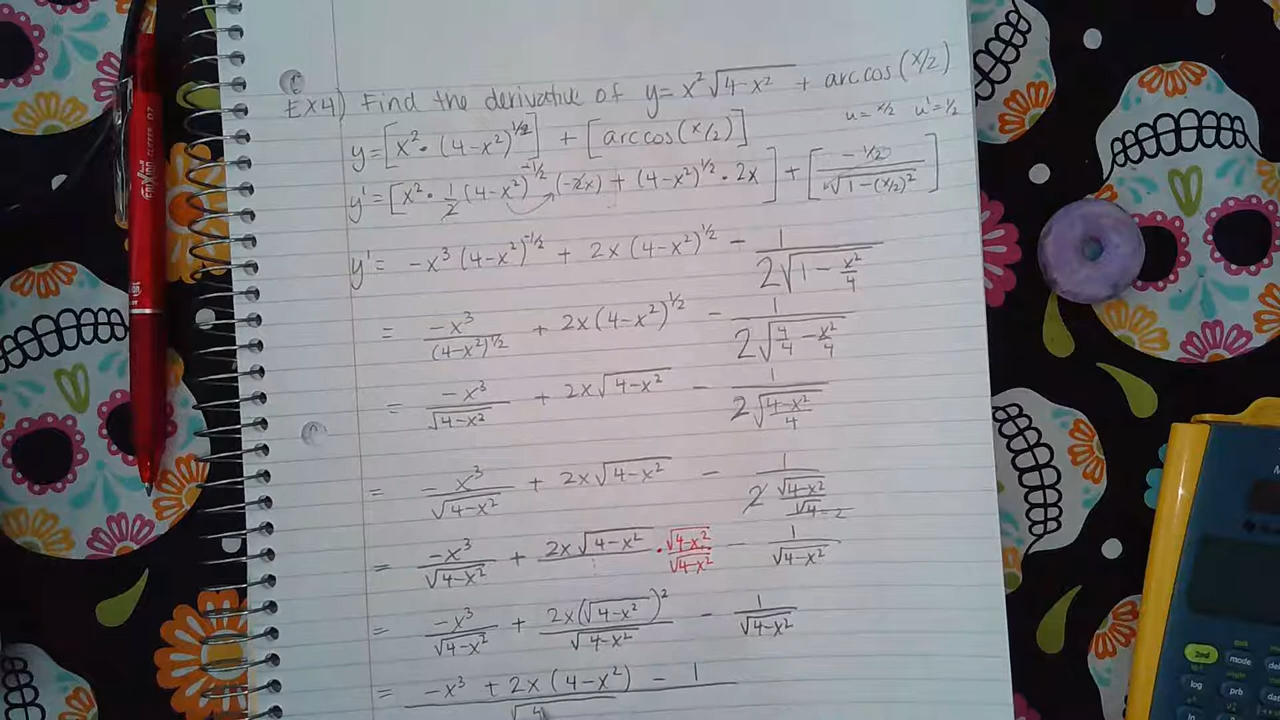 Ex4) Find the derivative of y = x² √(4-x²) + arccos(x/2)
u = x/2 u' = 1/2
y = [x² · (4-x²)^(1/2)] + [arccos(x/2)]
y' = [x² · 1/2 (4-x²)^(-1/2) (-2x) + (4-x²)^(1/2) · 2x] + [(-1/2)/√(1-(x/2)²)]
y' = -x³ (4-x²)^(-1/2) + 2x (4-x²)^(1/2) - 1/(2√(1 - x²/4))
= -x³/(4-x²)^(1/2) + 2x (4-x²)^(1/2) - 1/(2√(4/4 - x²/4))
= -x³/√(4-x²) + 2x√(4-x²) - 1/(2√((4-x²)/4))
= -x³/√(4-x²) + 2x√(4-x²) - 1/(2 √(4-x²)/√4=2)
= -x³/√(4-x²) + 2x√(4-x²) · √(4-x²)/√(4-x²) - 1/√(4-x²)
= -x³/√(4-x²) + 2x(√(4-x²))²/√(4-x²) - 1/√(4-x²)
= (-x³ + 2x (4-x²) - 1)/√4
2nd mode
log prb